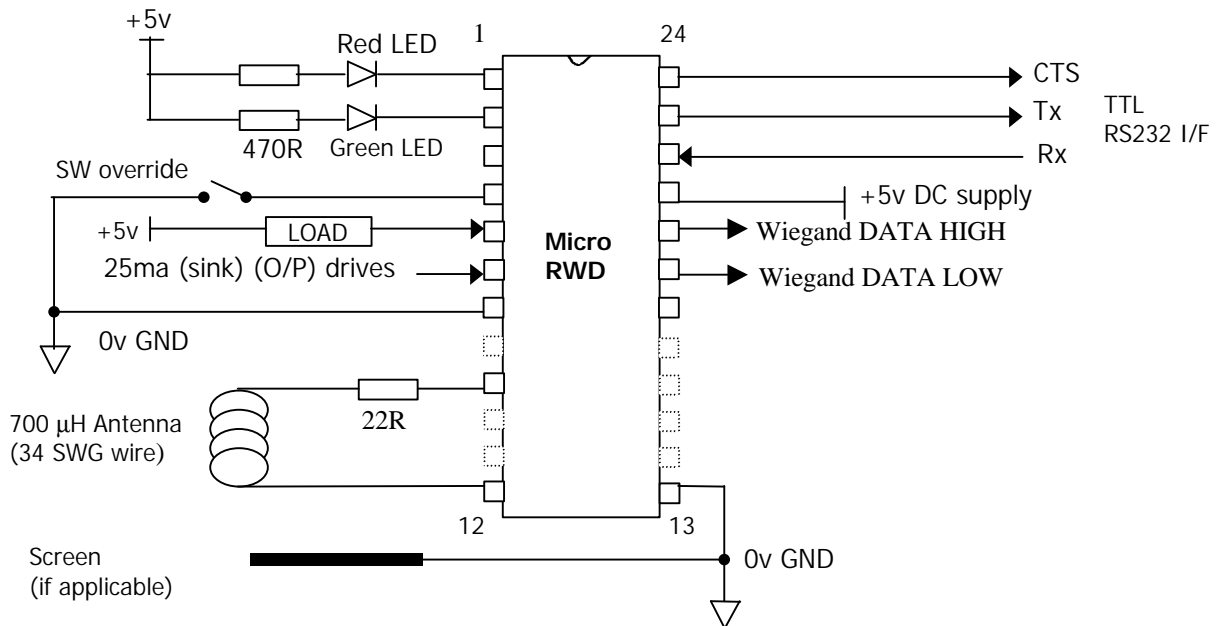 +5v
Red LED
1
24
CTS
Tx
TTL
RS232 I/F
470R
Green LED
Rx
SW override
+5v DC supply
+5v
LOAD
Micro
RWD
Wiegand DATA HIGH
25ma (sink) (O/P) drives
Wiegand DATA LOW
0v GND
22R
700 μH Antenna
(34 SWG wire)
12
13
Screen
(if applicable)
0v GND